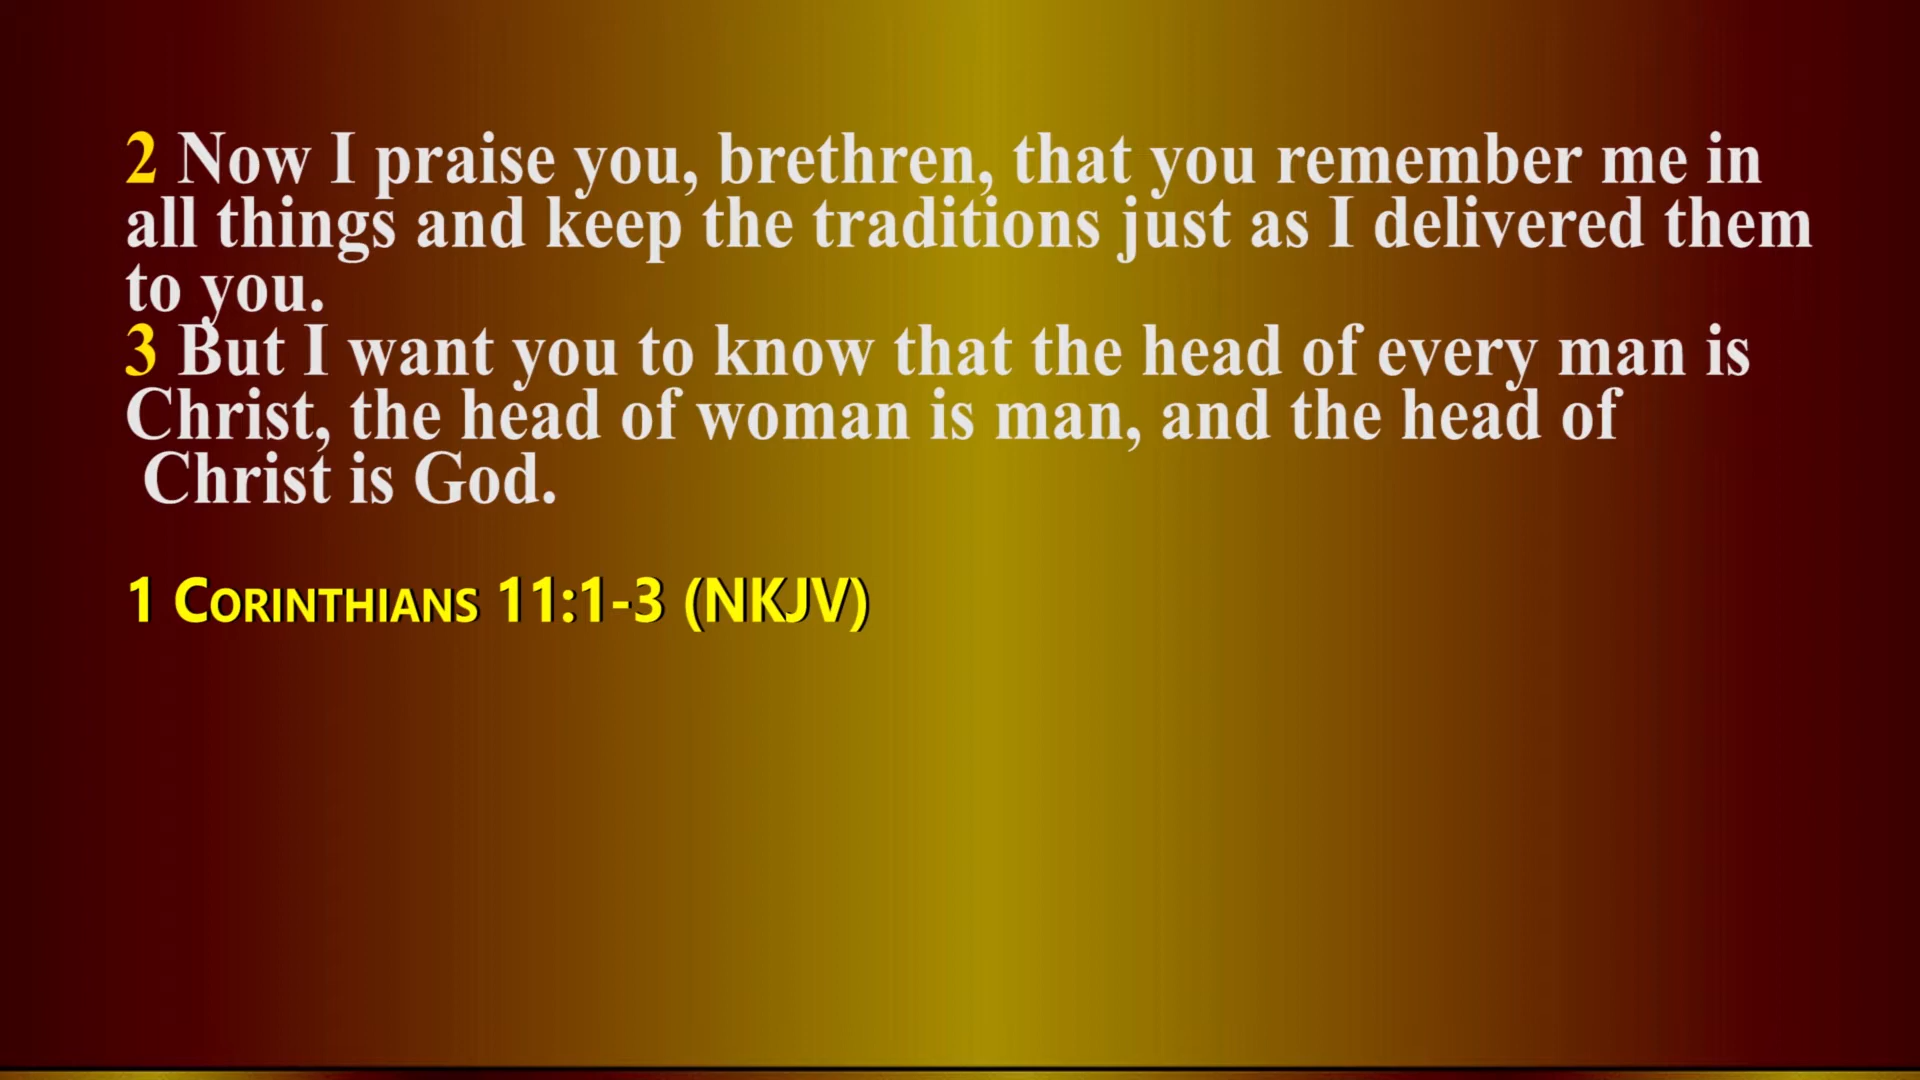 2 Now I praise you, brethren, that you remember me in
all things and keep the traditions just as I delivered them
to you.
3 But I want you to know that the head of every man is
Christ, the head of woman is man, and the head of
Christ is God.
1 Corinthians 11:1-3 (NKJV)